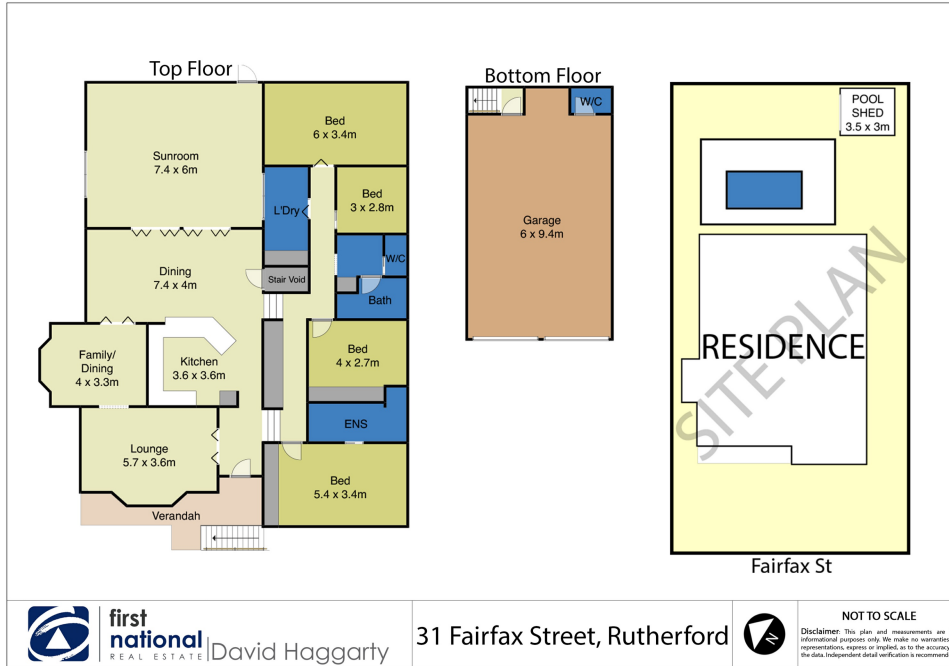 Top Floor
Sunroom
7.4 x 6m
Bed
6 x 3.4m
L'Dry
Bed
3 x 2.8m
Dining
7.4 x 4m
Stair Void
W/C
Bath
Family/
Dining
4 x 3.3m
Kitchen
3.6 x 3.6m
Bed
4 x 2.7m
ENS
Lounge
5.7 x 3.6m
Bed
5.4 x 3.4m
Verandah
Bottom Floor
W/C
Garage
6 x 9.4m
POOL
SHED
3.5 x 3m
SITE PLAN
RESIDENCE
Fairfax St
first
national
REAL ESTATE
David Haggarty
31 Fairfax Street, Rutherford
N
NOT TO SCALE
Disclaimer: This plan and measurements are
informational purposes only. We make no warranties
representations, express or implied, as to the accura
the data. Independent detail verification is recommen